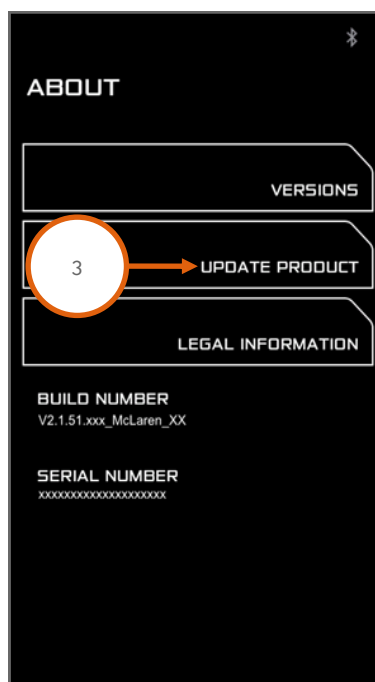 ABOUT
VERSIONS
3
UPDATE PRODUCT
LEGAL INFORMATION
BUILD NUMBER
V2.1.51.xxx_McLaren_XX
SERIAL NUMBER
xxxxxxxxxxxxxxxxxxxx